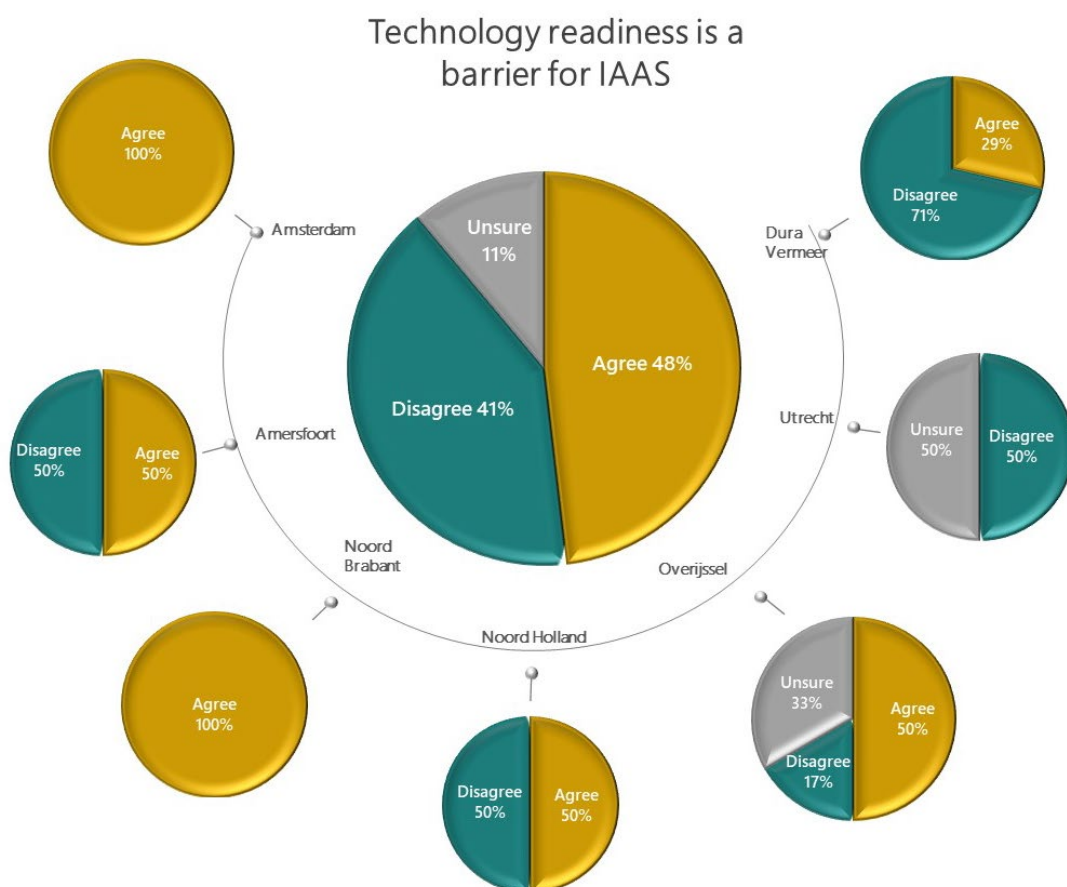 Technology readiness is a
barrier for IAAS
Agree
100%
Amsterdam
Unsure
11%
Agree 48%
Disagree 41%
Agree
29%
Disagree
71%
Dura
Vermeer
Disagree
50%
Agree
50%
Amersfoort
Utrecht
Unsure
50%
Disagree
50%
Noord
Brabant
Agree
100%
Noord Holland
Disagree
50%
Agree
50%
Overijssel
Unsure
33%
Agree
50%
Disagree
17%